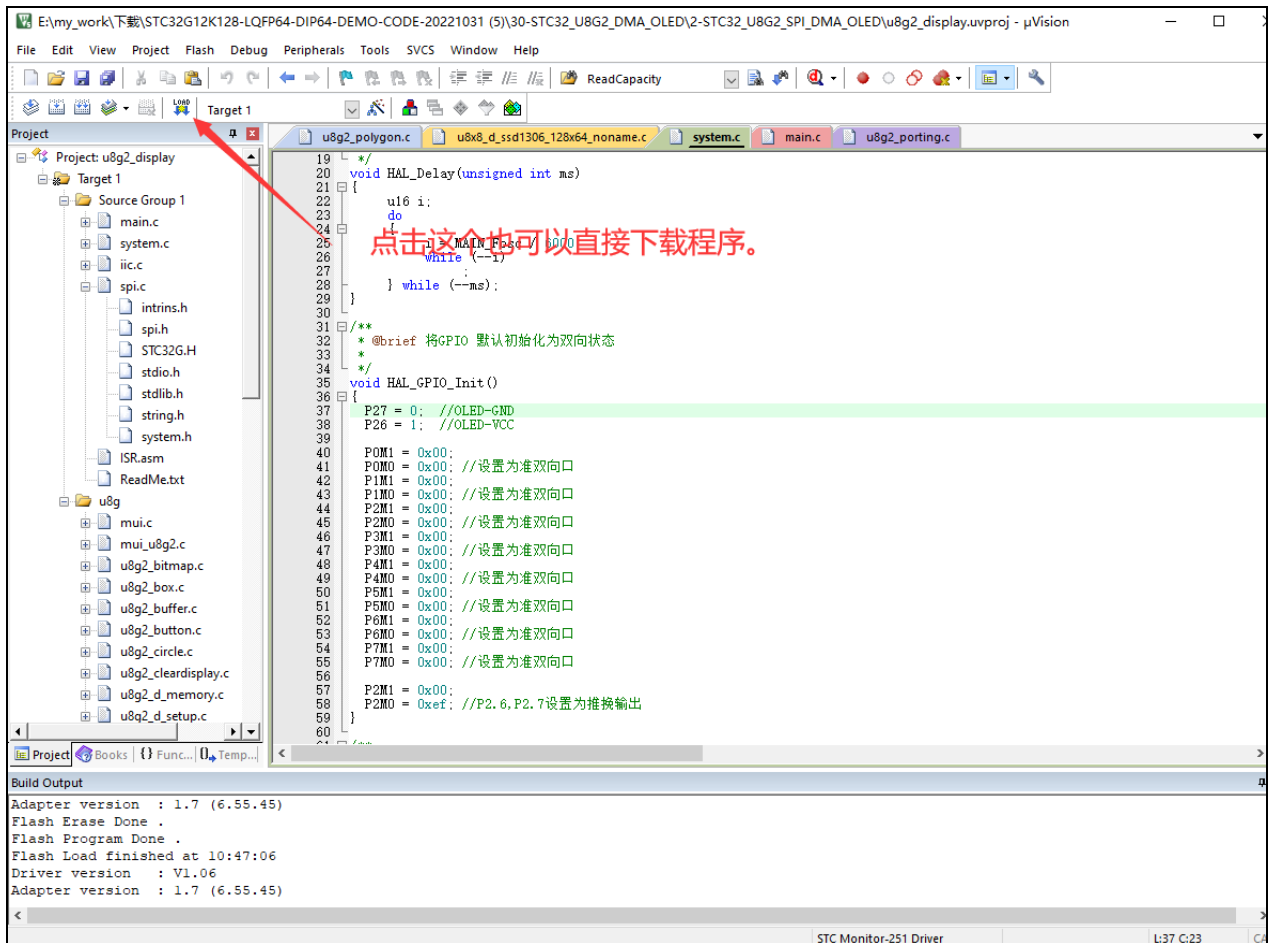 E:\my_work\下载\STC32G12K128-LQFP64-DIP64-DEMO-CODE-20221031 (5)\30-STC32_U8G2_DMA_OLED\2-STC32_U8G2_SPI_DMA_OLED\u8g2_display.uvproj - µVision
File Edit View Project Flash Debug Peripherals Tools SVCS Window Help
ReadCapacity
LOAD Target 1
Project
u8g2_polygon.c u8x8_d_ssd1306_128x64_noname.c system.c main.c u8g2_porting.c
Project: u8g2_display
Target 1
Source Group 1
main.c
system.c
iic.c
spi.c
intrins.h
spi.h
STC32G.H
stdio.h
stdlib.h
string.h
system.h
ISR.asm
ReadMe.txt
u8g
mui.c
mui_u8g2.c
u8g2_bitmap.c
u8g2_box.c
u8g2_buffer.c
u8g2_button.c
u8g2_circle.c
u8g2_cleardisplay.c
u8g2_d_memory.c
u8g2_d_setup.c
Project Books {} Func... Temp...
19 */
20 void HAL_Delay(unsigned int ms)
21 {
22 u16 i;
23 do
24 {
25 i = MAIN_Fosc / 6000
点击这个也可以直接下载程序。
26 while (--i)
27 ;
28 } while (--ms);
29 }
30
31 /**
32 * @brief 将GPIO 默认初始化为双向状态
33 *
34 */
35 void HAL_GPIO_Init()
36 {
37 P27 = 0; //OLED-GND
38 P26 = 1; //OLED-VCC
39
40 P0M1 = 0x00;
41 P0M0 = 0x00; //设置为准双向口
42 P1M1 = 0x00;
43 P1M0 = 0x00; //设置为准双向口
44 P2M1 = 0x00;
45 P2M0 = 0x00; //设置为准双向口
46 P3M1 = 0x00;
47 P3M0 = 0x00; //设置为准双向口
48 P4M1 = 0x00;
49 P4M0 = 0x00; //设置为准双向口
50 P5M1 = 0x00;
51 P5M0 = 0x00; //设置为准双向口
52 P6M1 = 0x00;
53 P6M0 = 0x00; //设置为准双向口
54 P7M1 = 0x00;
55 P7M0 = 0x00; //设置为准双向口
56
57 P2M1 = 0x00;
58 P2M0 = 0xef; //P2.6,P2.7设置为推挽输出
59 }
60
61 /**
Build Output
Adapter version : 1.7 (6.55.45)
Flash Erase Done .
Flash Program Done .
Flash Load finished at 10:47:06
Driver version : V1.06
Adapter version : 1.7 (6.55.45)
STC Monitor-251 Driver L:37 C:23 CA